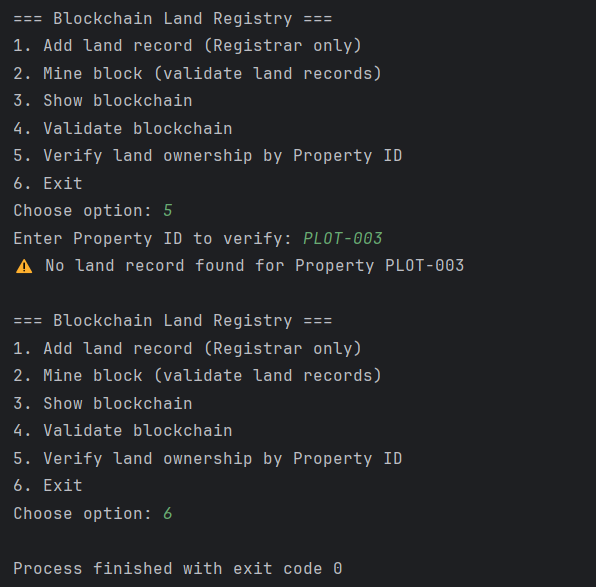 === Blockchain Land Registry ===
1. Add land record (Registrar only)
2. Mine block (validate land records)
3. Show blockchain
4. Validate blockchain
5. Verify land ownership by Property ID
6. Exit
Choose option: 5
Enter Property ID to verify: PLOT-003
⚠️ No land record found for Property PLOT-003

=== Blockchain Land Registry ===
1. Add land record (Registrar only)
2. Mine block (validate land records)
3. Show blockchain
4. Validate blockchain
5. Verify land ownership by Property ID
6. Exit
Choose option: 6

Process finished with exit code 0